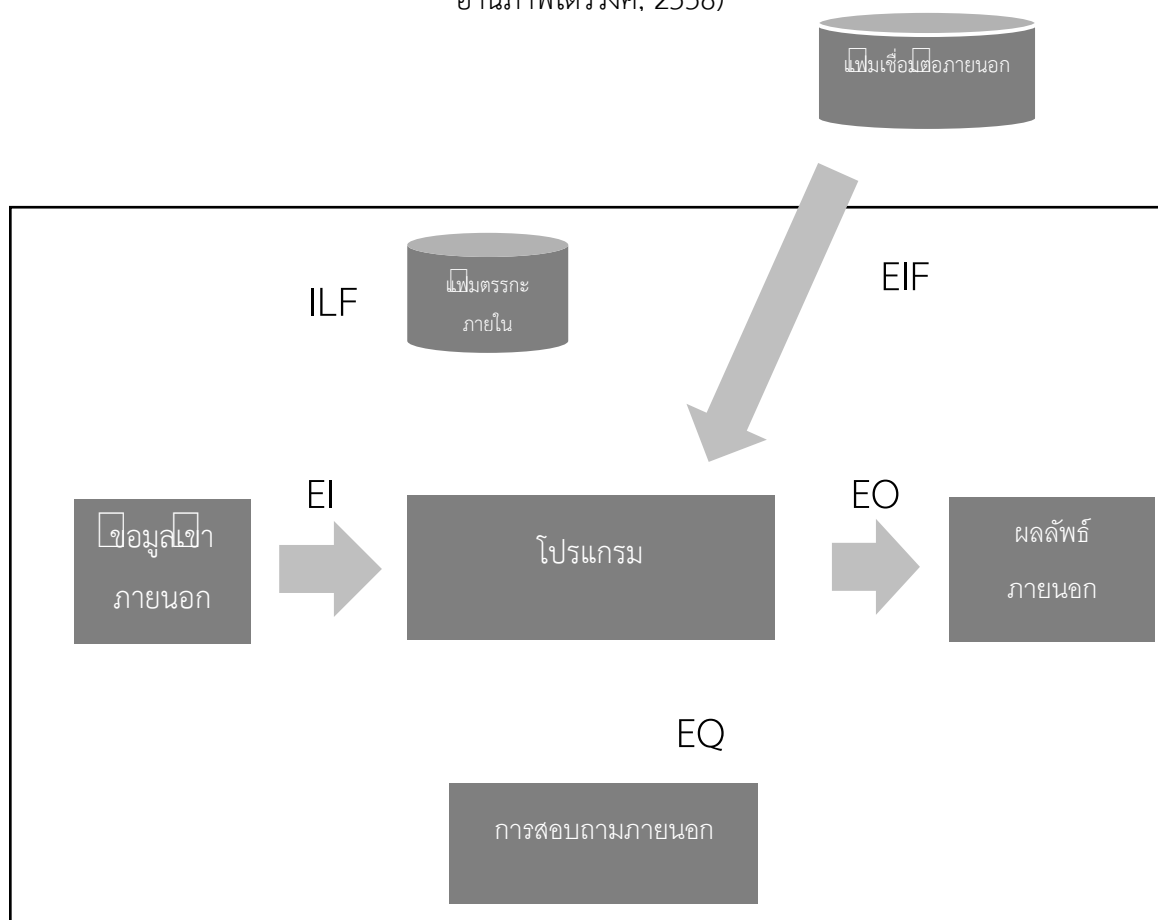 2558)
แฟ้มเชื่อมต่อภายนอก
EIF
ILF
แฟ้มตรรกะ
ภายใน
EI
EO
ข้อมูลเข้า
ภายนอก
โปรแกรม
ผลลัพธ์
ภายนอก
EQ
การสอบถามภายนอก